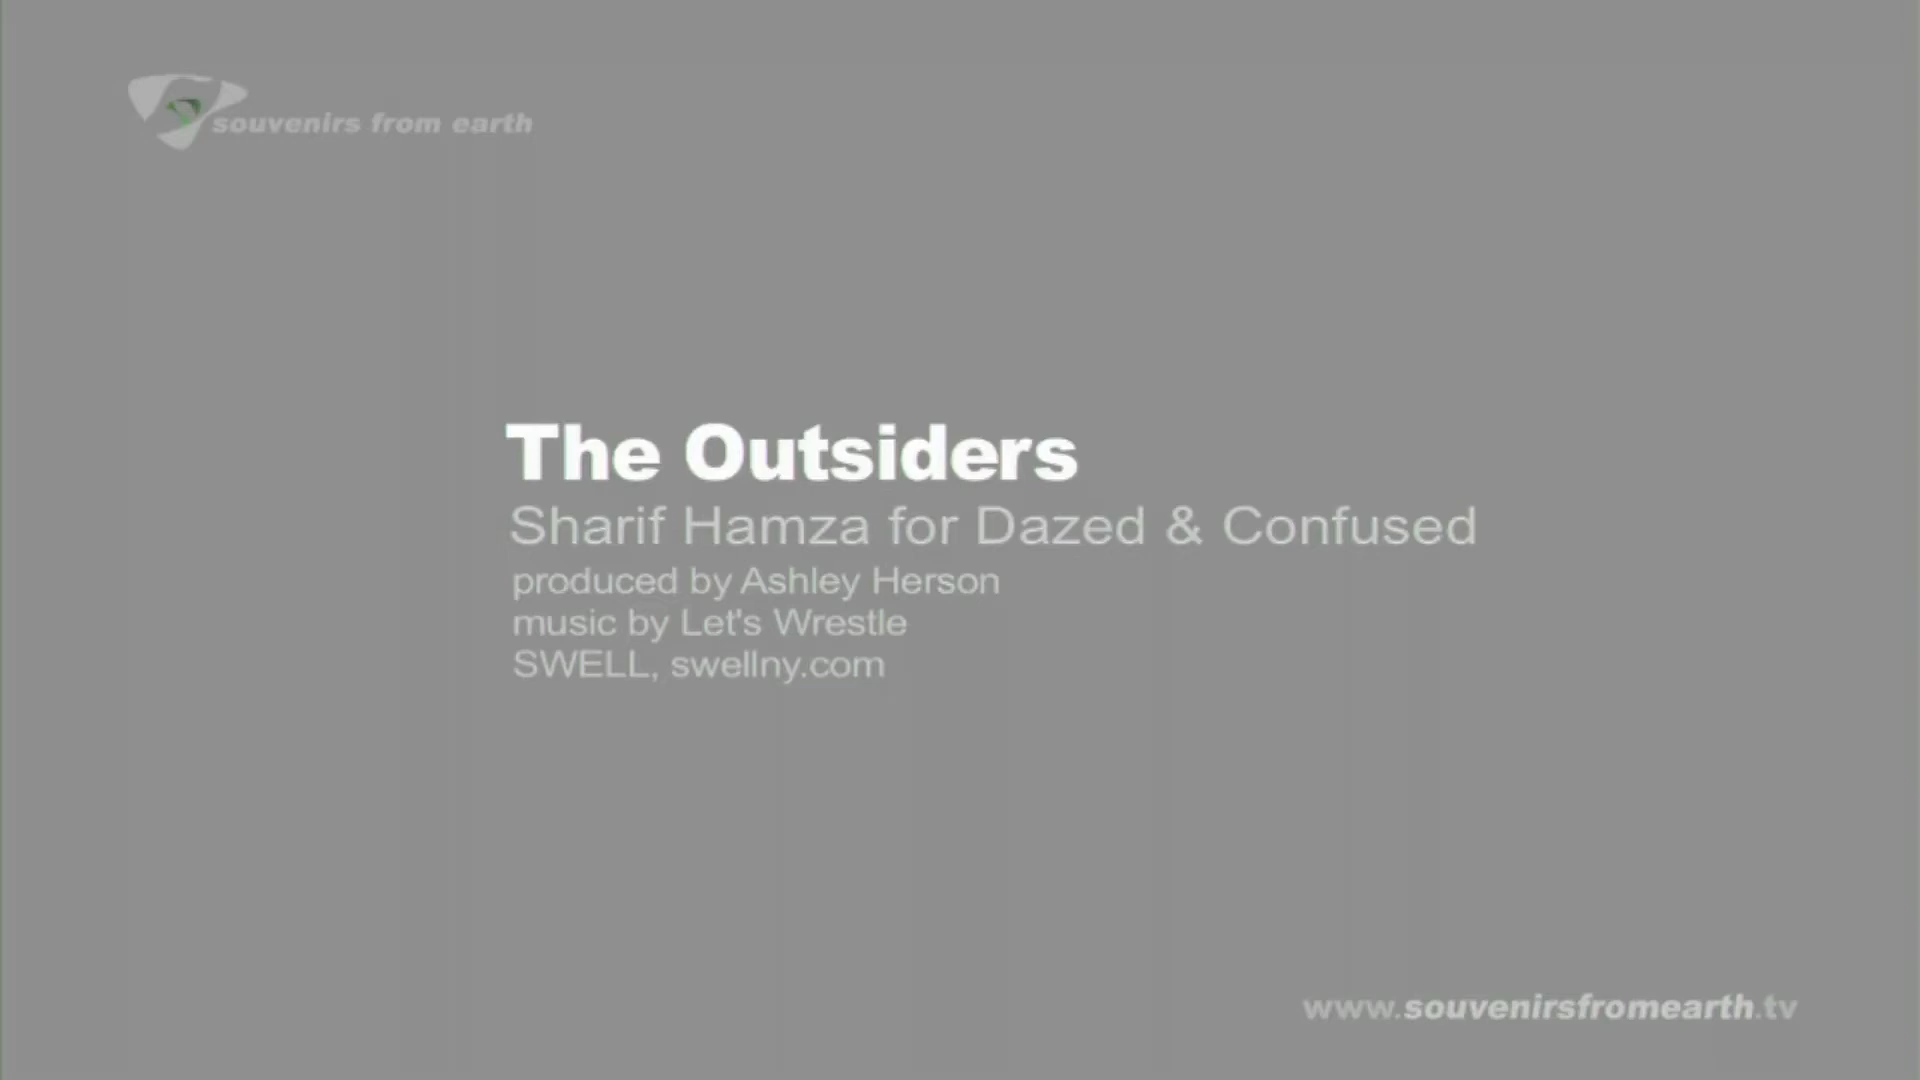 souvenirs from earth
The Outsiders
Sharif Hamza for Dazed & Confused
produced by Ashley Herson
music by Let's Wrestle
SWELL, swellny.com
www.souvenirsfromearth.tv